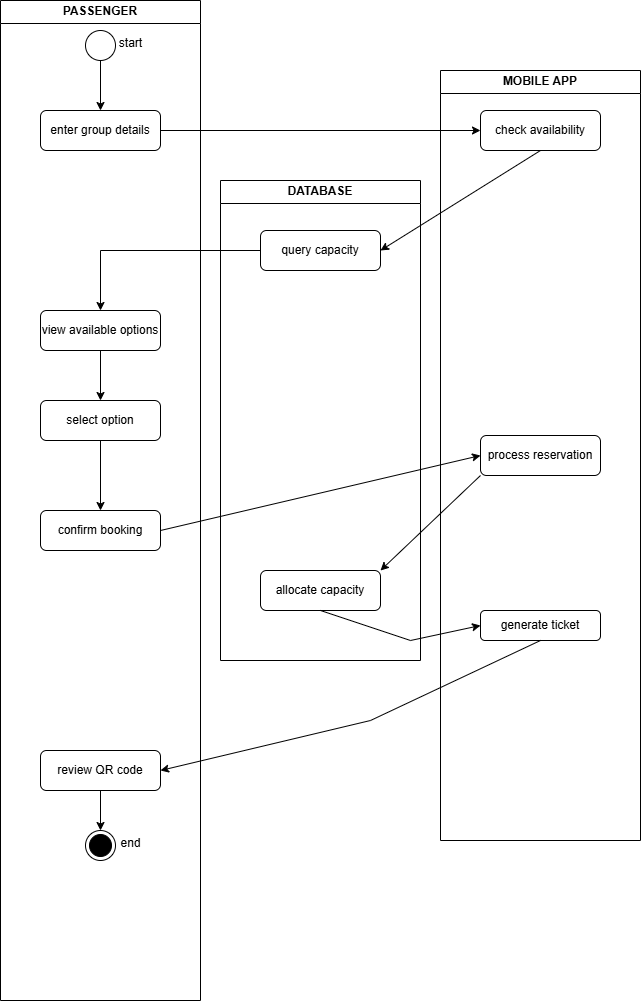 PASSENGER
start
MOBILE APP
enter group details
check availability
DATABASE
query capacity
view available options
select option
process reservation
confirm booking
allocate capacity
generate ticket
review QR code
end